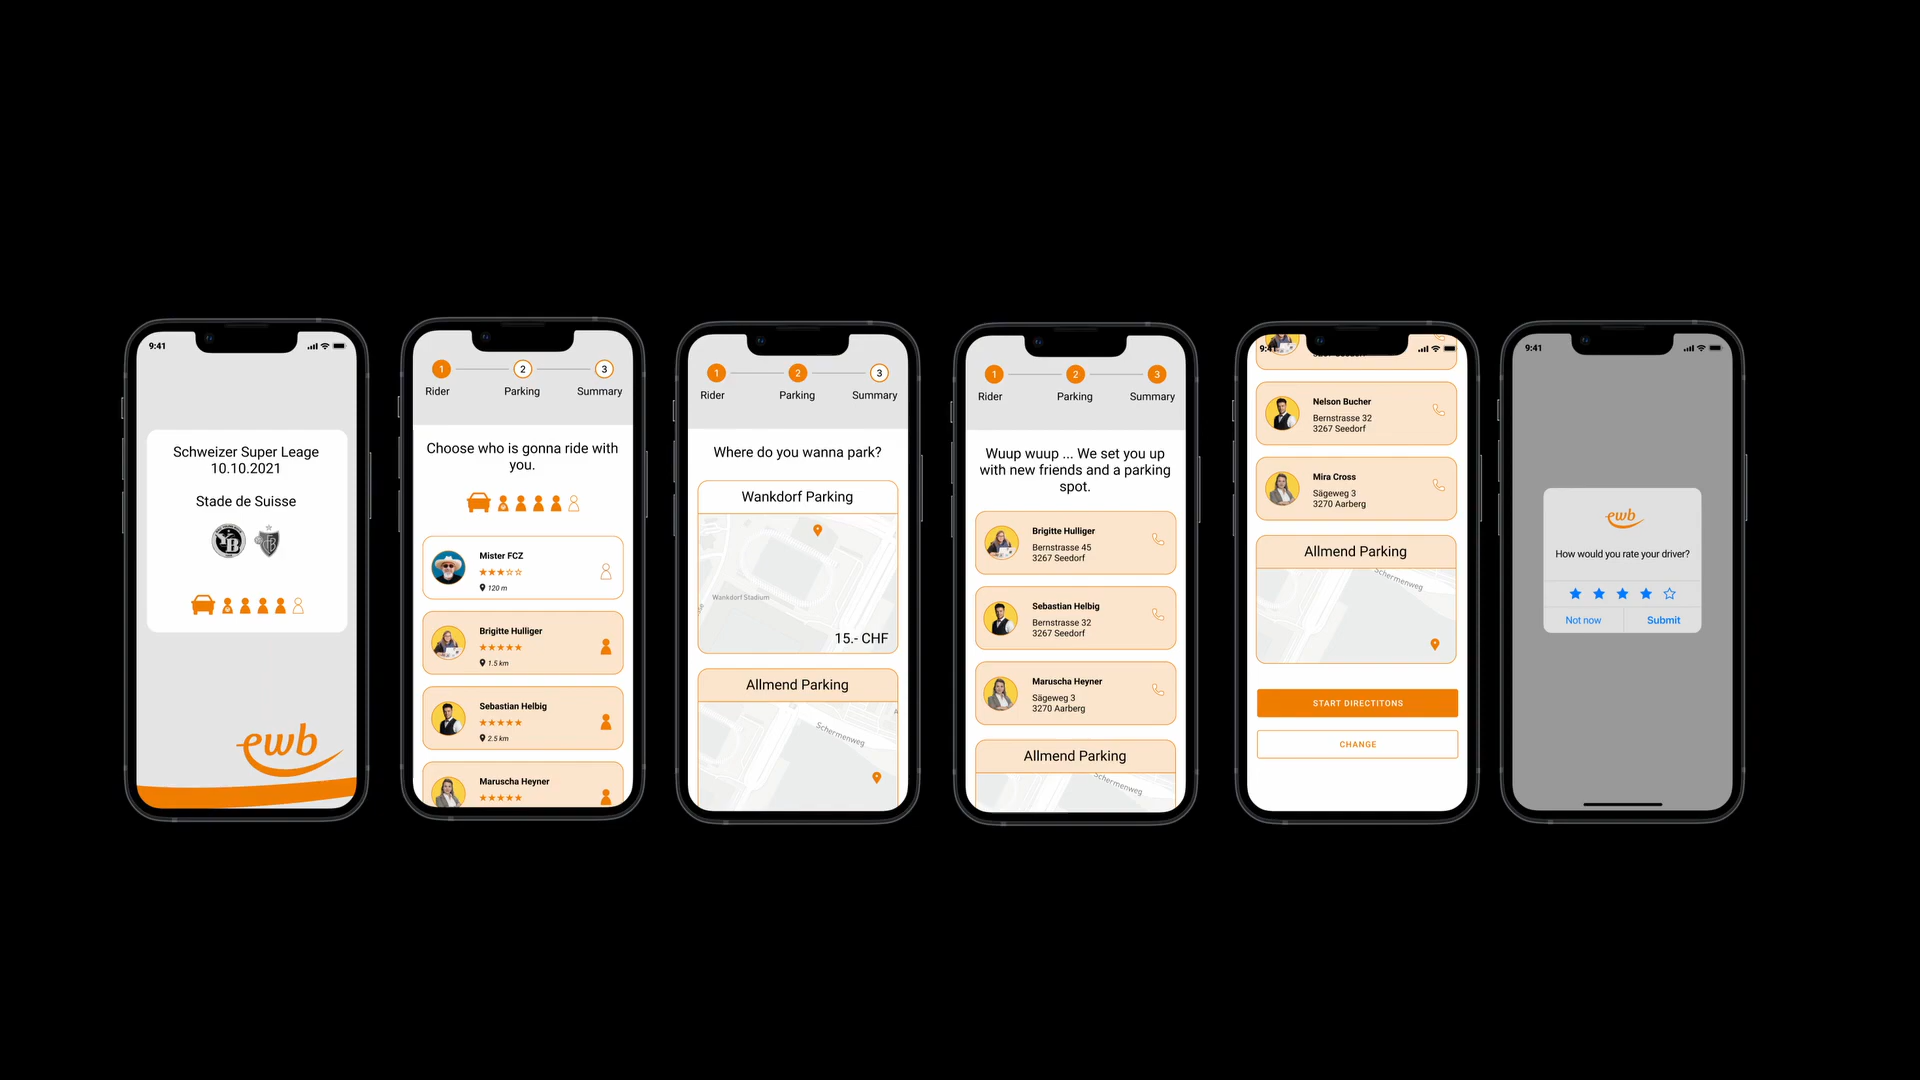 9:41
Schweizer Super Leage
10.10.2021
Stade de Suisse
YB
FCB
ewb
1
2
3
Rider
Parking
Summary
Choose who is gonna ride with
you.
Mister FCZ
120 m
Brigitte Hulliger
1.5 km
Sebastian Helbig
2.5 km
Maruscha Heyner
1
2
3
Rider
Parking
Summary
Where do you wanna park?
Wankdorf Parking
Wankdorf Stadium
15.- CHF
Allmend Parking
Schermenweg
1
2
3
Rider
Parking
Summary
Wuup wuup ... We set you up
with new friends and a parking
spot.
Brigitte Hulliger
Bernstrasse 45
3267 Seedorf
Sebastian Helbig
Bernstrasse 32
3267 Seedorf
Maruscha Heyner
Sägeweg 3
3270 Aarberg
Allmend Parking
Schermenweg
9:41
3267 Seedorf
Nelson Bucher
Bernstrasse 32
3267 Seedorf
Mira Cross
Sägeweg 3
3270 Aarberg
Allmend Parking
Schermenweg
START DIRECTITONS
CHANGE
9:41
ewb
How would you rate your driver?
Not now
Submit